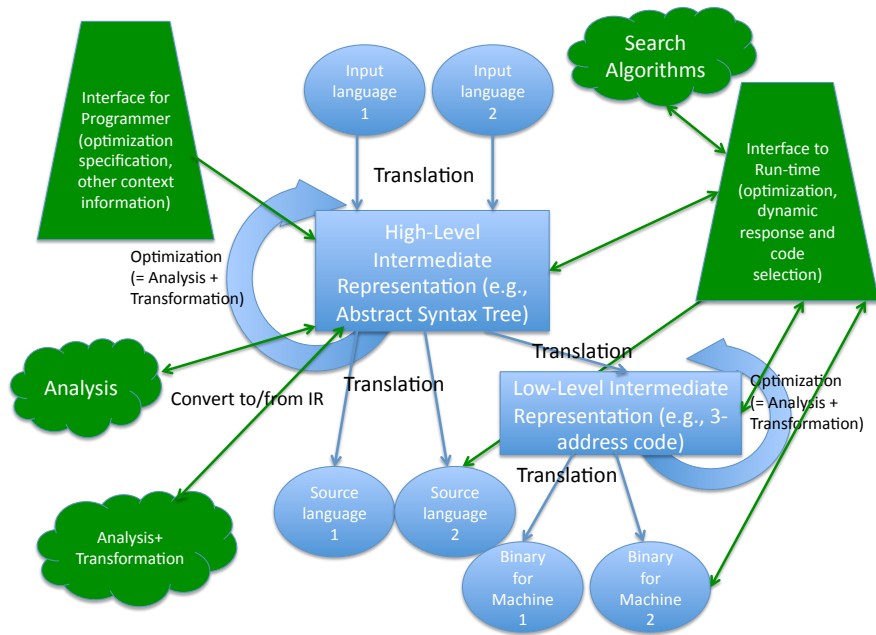 Input
language
1
Input
language
2
Search
Algorithms
Interface for
Programmer
(optimization
specification,
other context
information)
Interface to
Run-time
(optimization,
dynamic
response and
code
selection)
Translation
High-Level
Intermediate
Representation (e.g.,
Abstract Syntax Tree)
Optimization
(= Analysis +
Transformation)
Analysis
Convert to/from IR
Translation
Translation
Low-Level Intermediate
Representation (e.g., 3-
address code)
Optimization
(= Analysis +
Transformation)
Translation
Analysis+
Transformation
Source
language
1
Source
language
2
Binary
for
Machine
1
Binary
for
Machine
2